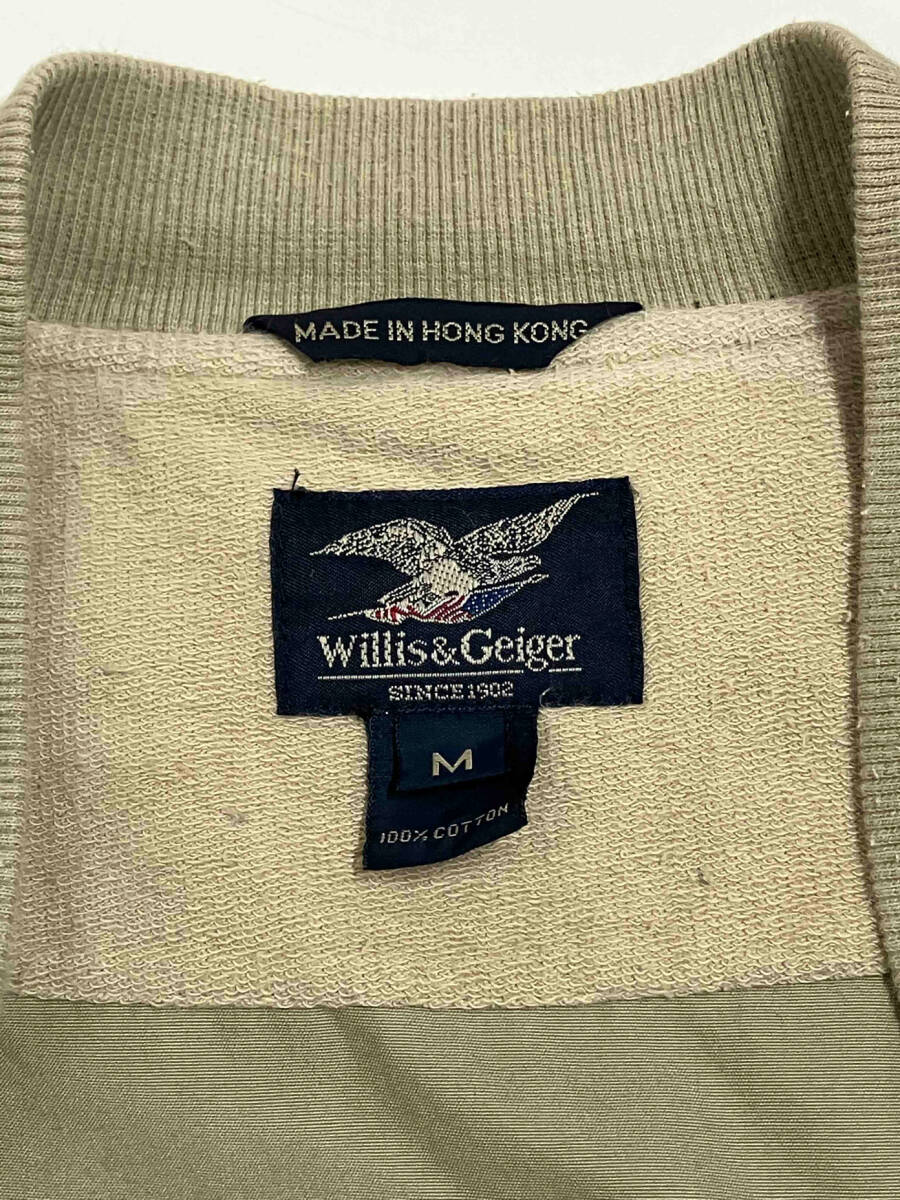 MADE IN HONG KONG
Willis & Geiger
SINCE 1902
M
100% COTTON